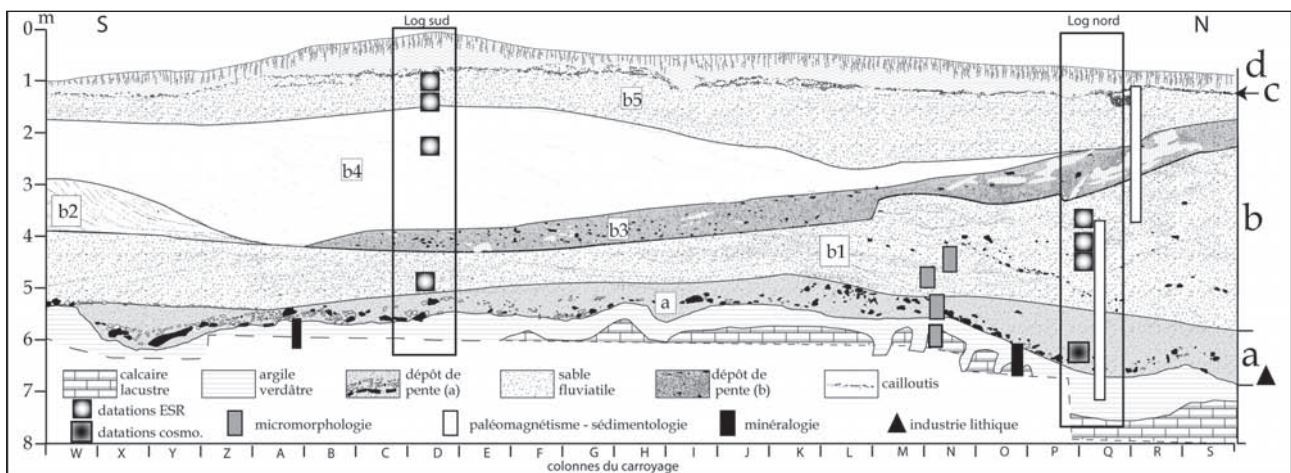 0 m
S
Log sud
Log nord
N
1
2
3
4
5
6
7
8
b5
b4
b2
b3
b1
a
d
c
b
a
calcaire lacustre
argile verdâtre
dépôt de pente (a)
sable fluviatile
dépôt de pente (b)
cailloutis
datations ESR
datations cosmo.
micromorphologie
paléomagnétisme - sédimentologie
minéralogie
industrie lithique
W X Y Z A B C D E F G H I J K L M N O P Q R S
colonnes du carroyage